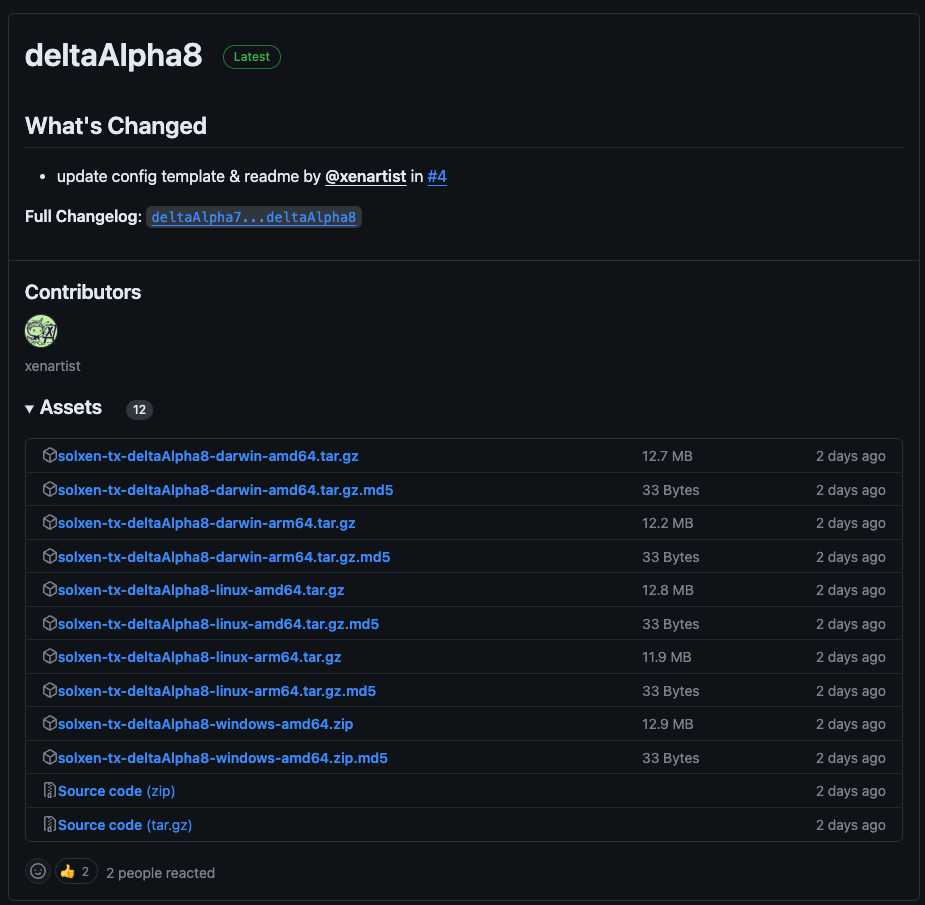 deltaAlpha8 Latest
What's Changed
• update config template & readme by @xenartist in #4
Full Changelog: deltaAlpha7...deltaAlpha8
Contributors
xenartist
▾ Assets 12
solxen-tx-deltaAlpha8-darwin-amd64.tar.gz 12.7 MB 2 days ago
solxen-tx-deltaAlpha8-darwin-amd64.tar.gz.md5 33 Bytes 2 days ago
solxen-tx-deltaAlpha8-darwin-arm64.tar.gz 12.2 MB 2 days ago
solxen-tx-deltaAlpha8-darwin-arm64.tar.gz.md5 33 Bytes 2 days ago
solxen-tx-deltaAlpha8-linux-amd64.tar.gz 12.8 MB 2 days ago
solxen-tx-deltaAlpha8-linux-amd64.tar.gz.md5 33 Bytes 2 days ago
solxen-tx-deltaAlpha8-linux-arm64.tar.gz 11.9 MB 2 days ago
solxen-tx-deltaAlpha8-linux-arm64.tar.gz.md5 33 Bytes 2 days ago
solxen-tx-deltaAlpha8-windows-amd64.zip 12.9 MB 2 days ago
solxen-tx-deltaAlpha8-windows-amd64.zip.md5 33 Bytes 2 days ago
Source code (zip) 2 days ago
Source code (tar.gz) 2 days ago
👍 2 2 people reacted